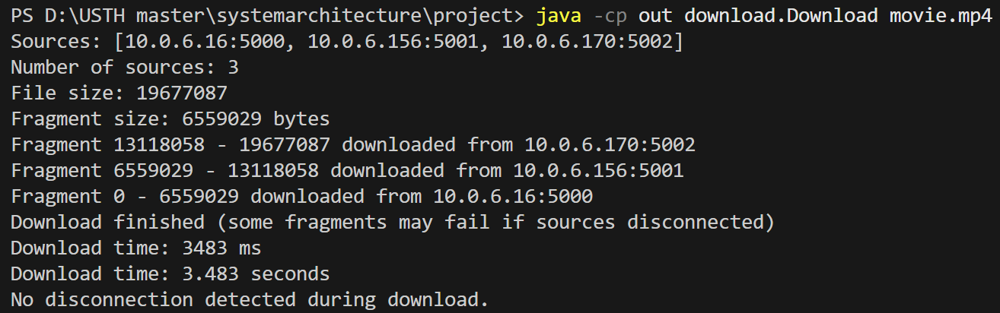 PS D:\USTH master\systemarchitecture\project> java -cp out download.Download movie.mp4
Sources: [10.0.6.16:5000, 10.0.6.156:5001, 10.0.6.170:5002]
Number of sources: 3
File size: 19677087
Fragment size: 6559029 bytes
Fragment 13118058 - 19677087 downloaded from 10.0.6.170:5002
Fragment 6559029 - 13118058 downloaded from 10.0.6.156:5001
Fragment 0 - 6559029 downloaded from 10.0.6.16:5000
Download finished (some fragments may fail if sources disconnected)
Download time: 3483 ms
Download time: 3.483 seconds
No disconnection detected during download.